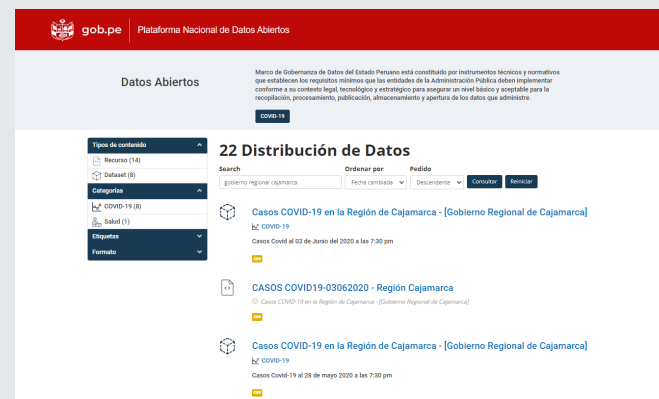 gob.pe
Plataforma Nacional de Datos Abiertos
Datos Abiertos
Marco de Gobernanza de Datos del Estado Peruano está constituido por instrumentos técnicos y normativos
que establecen los requisitos mínimos que las entidades de la Administración Pública deben implementar
conforme a su contexto legal, tecnológico y estratégico para asegurar un nivel básico y aceptable para la
recopilación, procesamiento, publicación, almacenamiento y apertura de los datos que administre.
COVID-19
Tipos de contenido
Recurso (14)
Dataset (8)
Categorías
COVID-19 (8)
Salud (1)
Etiquetas
Formato
22 Distribución de Datos
Search
Ordenar por
Pedido
gobierno regional cajamarca
Fecha cambiada
Descendente
Consultar
Reiniciar
Casos COVID-19 en la Región de Cajamarca - [Gobierno Regional de Cajamarca]
COVID-19
Casos Covid al 03 de Junio del 2020 a las 7:30 pm
csv
CASOS COVID19-03062020 - Región Cajamarca
Casos COVID-19 en la Región de Cajamarca - [Gobierno Regional de Cajamarca]
csv
Casos COVID-19 en la Región de Cajamarca - [Gobierno Regional de Cajamarca]
COVID-19
Casos Covid-19 al 28 de mayo 2020 a las 7:30 pm
csv